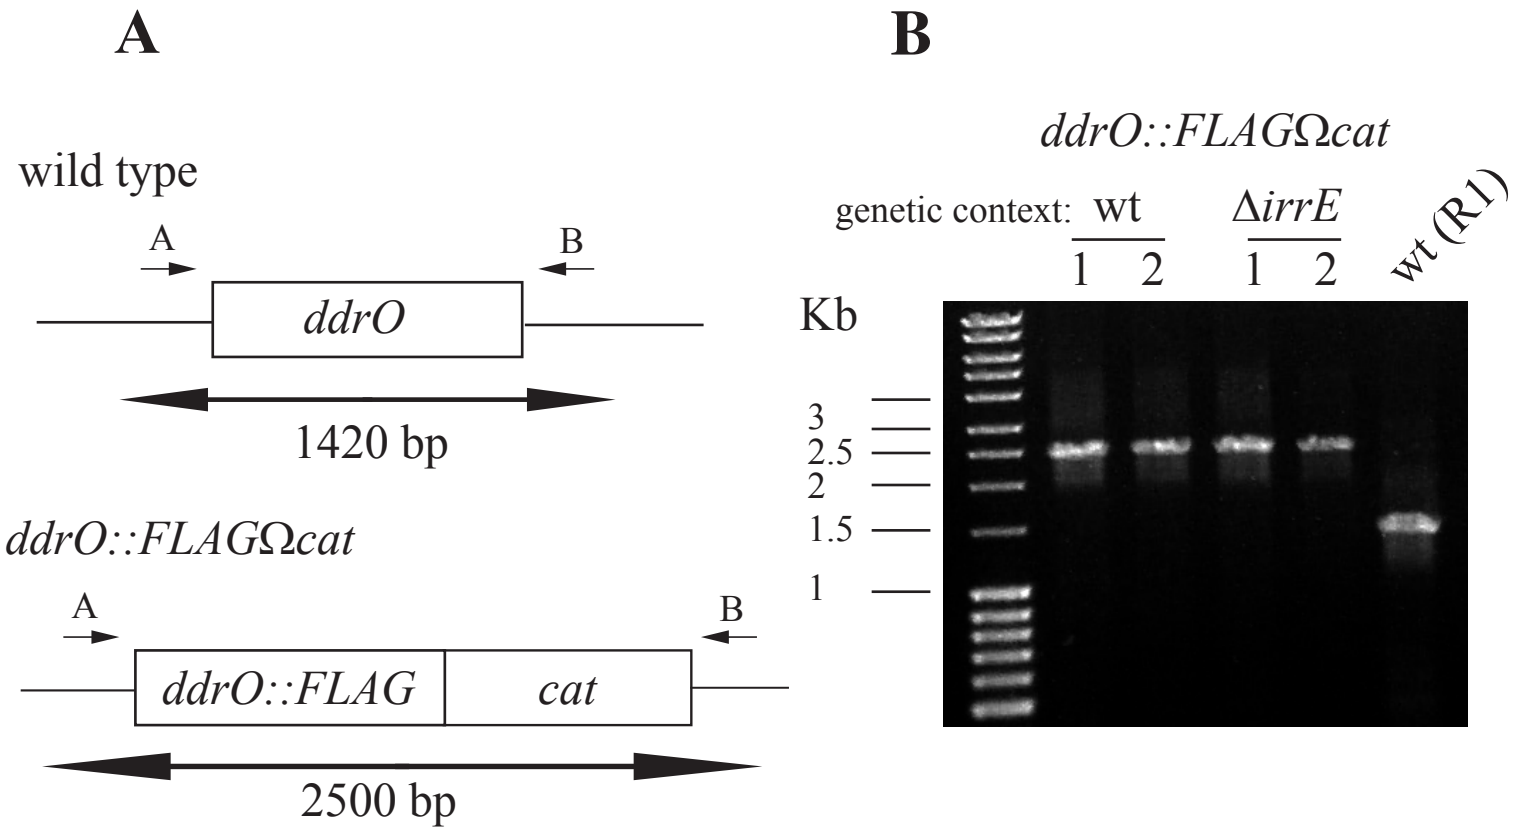 A
wild type
A
B
ddrO
1420 bp
ddrO::FLAGΩcat
A
B
ddrO::FLAG
cat
2500 bp
B
ddrO::FLAGΩcat
genetic context: wt ΔirrE wt (R1)
1 2 1 2
Kb
3
2.5
2
1.5
1